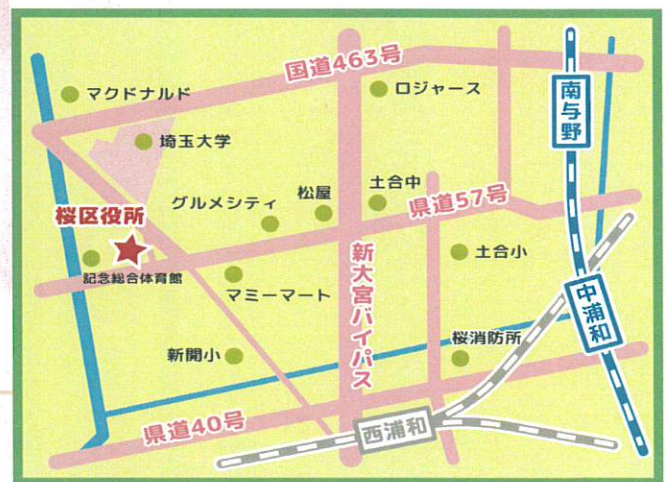 国道463号
マクドナルド
ロジャース
南与野
埼玉大学
桜区役所
グルメシティ
松屋
土合中
県道57号
記念総合体育館
マミーマート
新大宮バイパス
土合小
中浦和
新開小
桜消防所
県道40号
西浦和